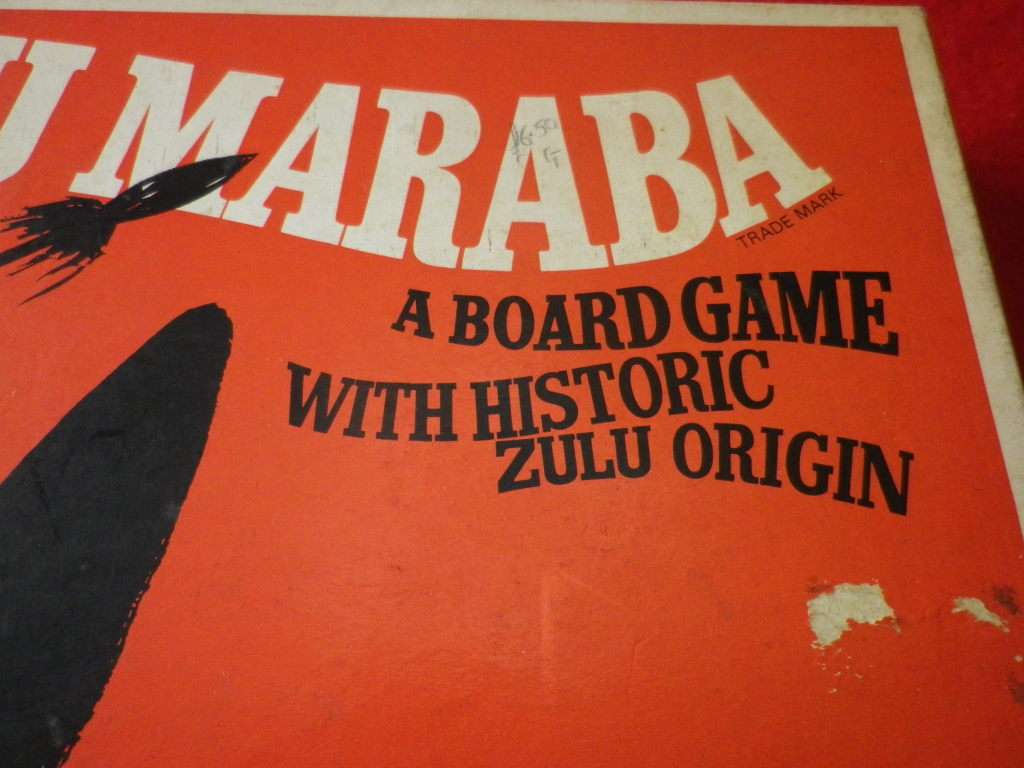 U MARABA
TRADE MARK
A BOARD GAME
WITH HISTORIC
ZULU ORIGIN